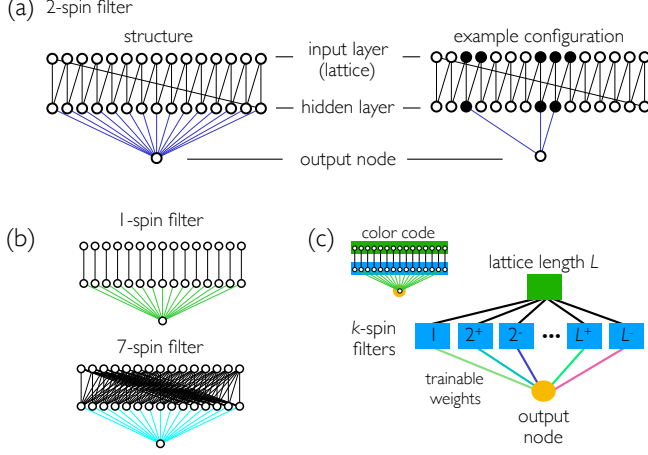 (a) 2-spin filter
structure
input layer
(lattice)
example configuration
hidden layer
output node
(b)
1-spin filter
7-spin filter
(c)
color code
lattice length L
k-spin
filters
1 2+ 2- ... L+ L-
trainable
weights
output
node